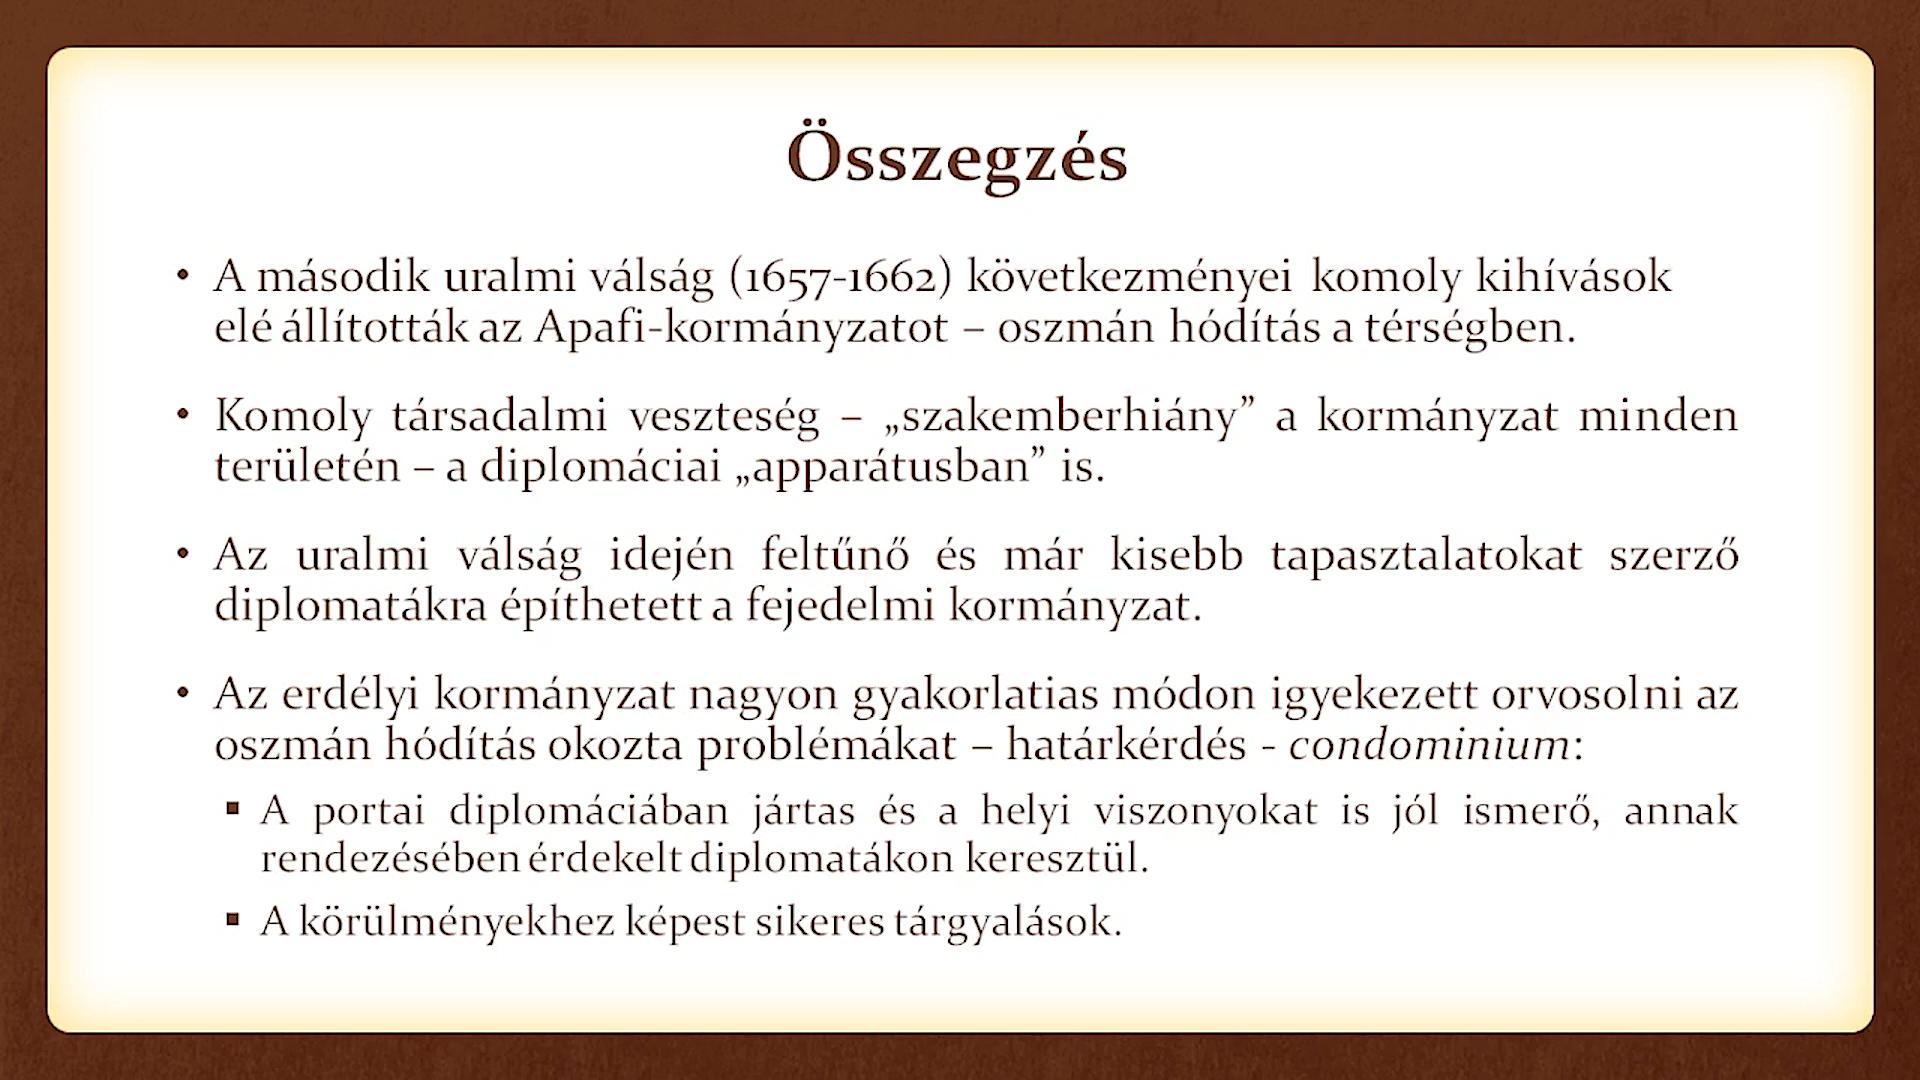 Összegzés
• A második uralmi válság (1657-1662) következményei komoly kihívások
elé állították az Apafi-kormányzatot – oszmán hódítás a térségben.
• Komoly társadalmi veszteség – „szakemberhiány” a kormányzat minden
területén – a diplomáciai „apparátusban” is.
• Az uralmi válság idején feltűnő és már kisebb tapasztalatokat szerző
diplomatákra építhetett a fejedelmi kormányzat.
• Az erdélyi kormányzat nagyon gyakorlatias módon igyekezett orvosolni az
oszmán hódítás okozta problémákat – határkérdés - condominium:
▪ A portai diplomáciában jártas és a helyi viszonyokat is jól ismerő, annak
rendezésében érdekelt diplomatákon keresztül.
▪ A körülményekhez képest sikeres tárgyalások.